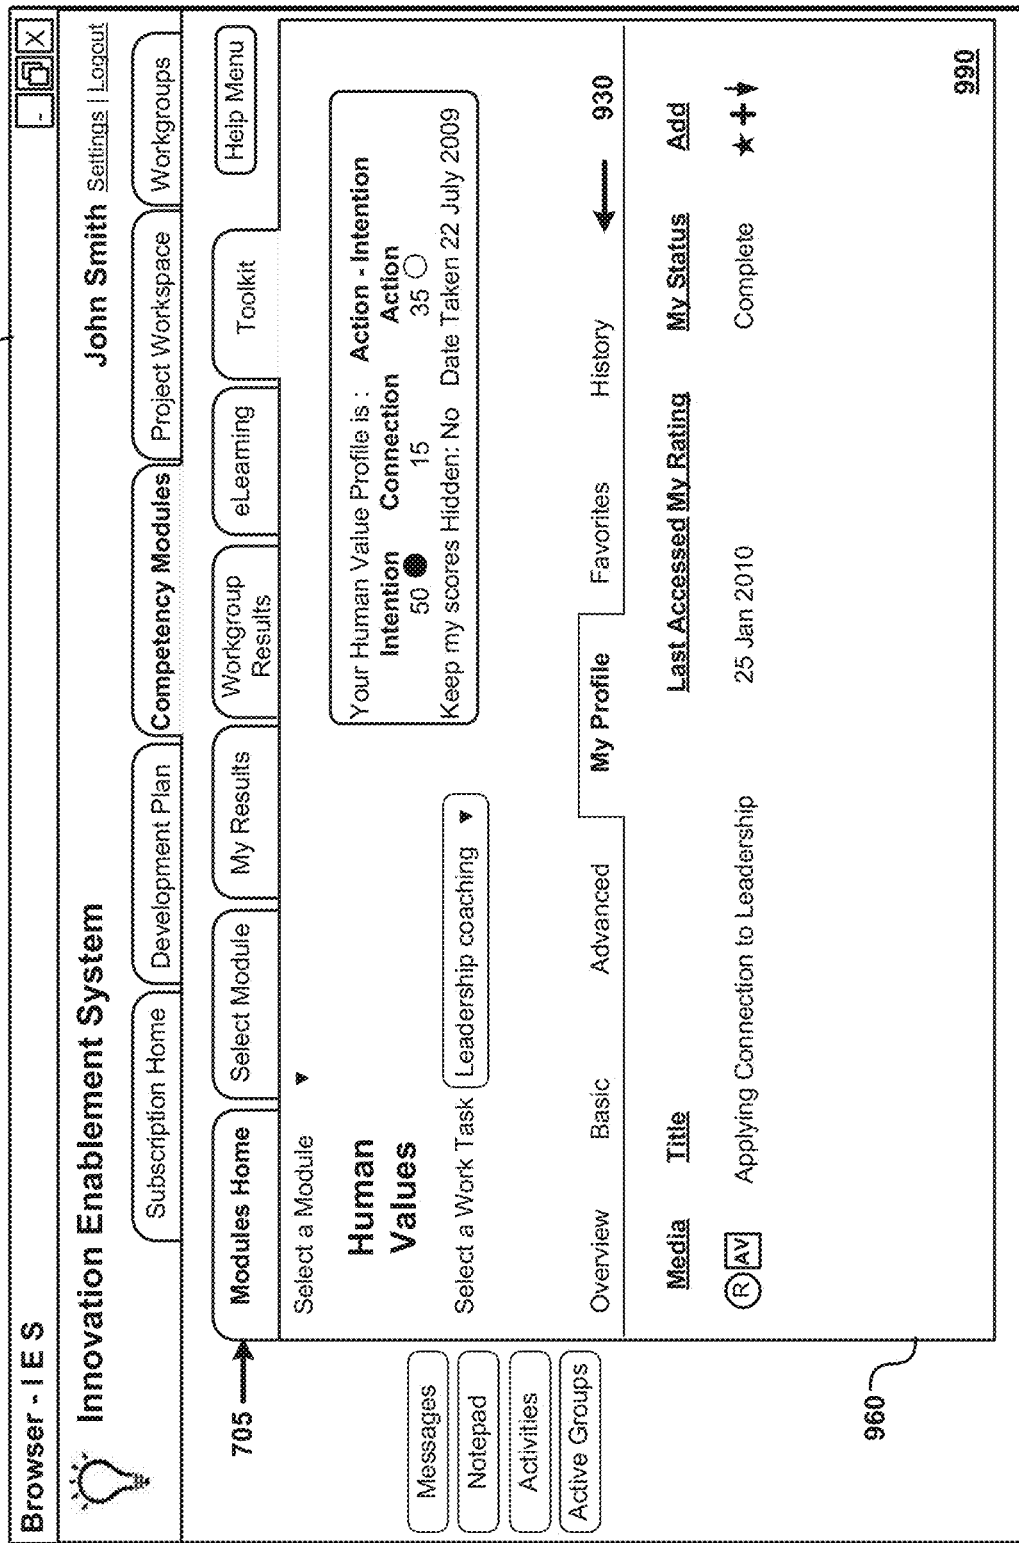 Browser - I E S - X
Innovation Enablement System John Smith Settings | Logout
Subscription Home Development Plan Competency Modules Project Workspace Workgroups
705 Modules Home Select Module My Results Workgroup Results eLearning Toolkit Help Menu
Select a Module
Human
Values
Your Human Value Profile is : Action - Intention
Intention Connection Action
50 15 35
Keep my scores Hidden: No Date Taken 22 July 2009
Select a Work Task Leadership coaching
Messages
Notepad
Activities
Active Groups
Overview Basic Advanced My Profile Favorites History 930
Media Title Last Accessed My Rating My Status Add
R AV Applying Connection to Leadership 25 Jan 2010 Complete
960
990